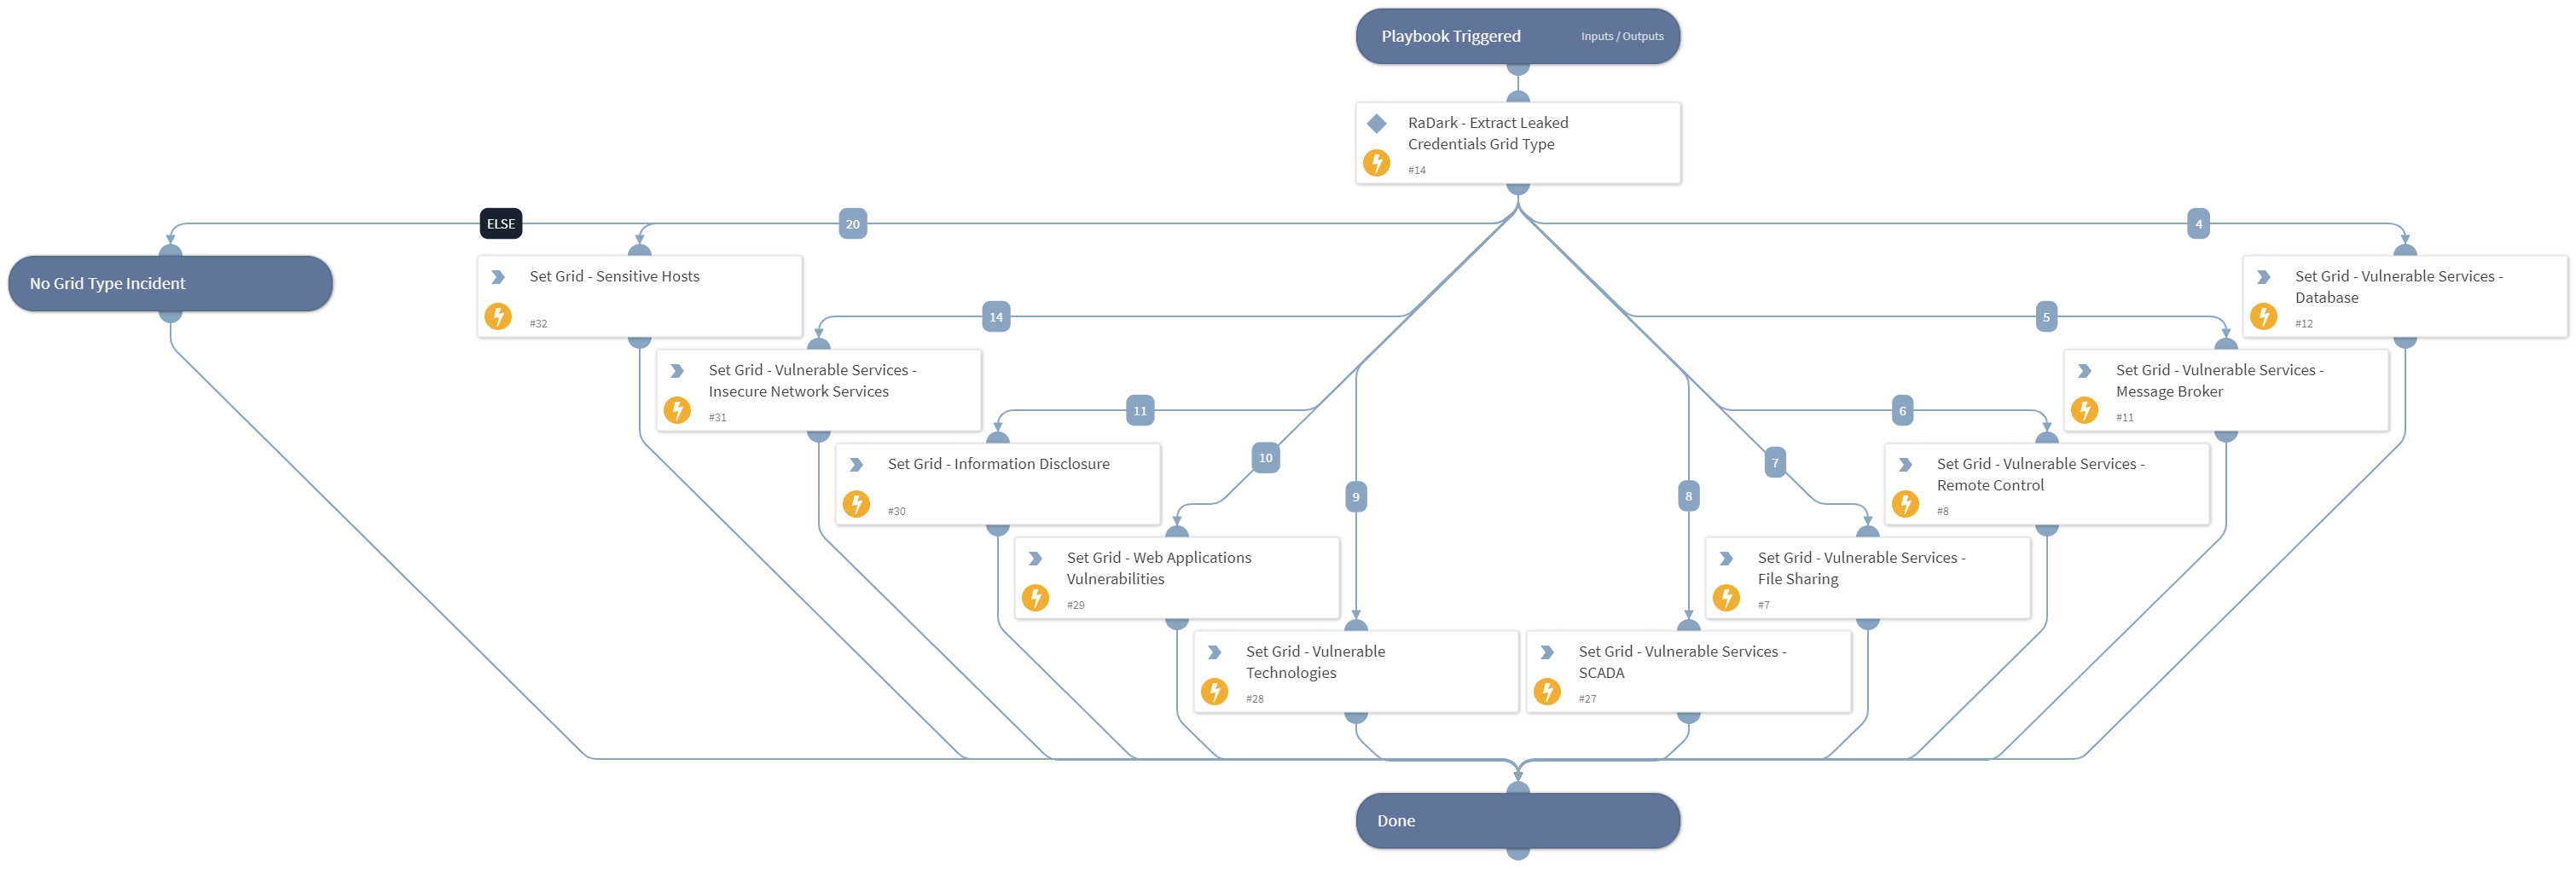 Playbook Triggered
Inputs / Outputs
RaDark - Extract Leaked
Credentials Grid Type
#14
ELSE
20
4
No Grid Type Incident
Set Grid - Sensitive Hosts
#32
Set Grid - Vulnerable Services -
Database
#12
14
5
Set Grid - Vulnerable Services -
Insecure Network Services
#31
Set Grid - Vulnerable Services -
Message Broker
#11
11
6
Set Grid - Information Disclosure
#30
Set Grid - Vulnerable Services -
Remote Control
#8
10
7
9
8
Set Grid - Web Applications
Vulnerabilities
#29
Set Grid - Vulnerable Services -
File Sharing
#7
Set Grid - Vulnerable
Technologies
#28
Set Grid - Vulnerable Services -
SCADA
#27
Done